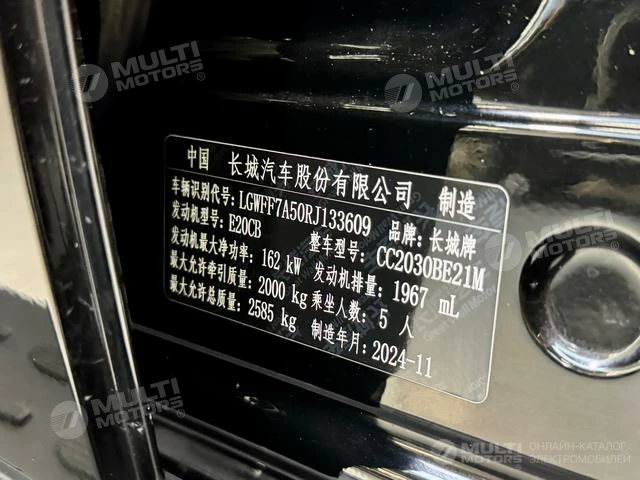 MULTI MOTORS®
MULTI MOTORS®
中国 长城汽车股份有限公司 制造
车辆识别代号: LGWFF7A50RJ133609 品牌: 长城牌
发动机型号: E20CB 整车型号: CC2030BE21M
发动机最大净功率: 162 kW 发动机排量: 1967 mL
最大允许牵引质量: 2000 kg 乘坐人数: 5 人
最大允许总质量: 2585 kg 制造年月: 2024-11
MULTI MOTORS®
MULTI MOTORS®
ОНЛАЙН-КАТАЛОГ
ЭЛЕКТРОМОБИЛЕЙ